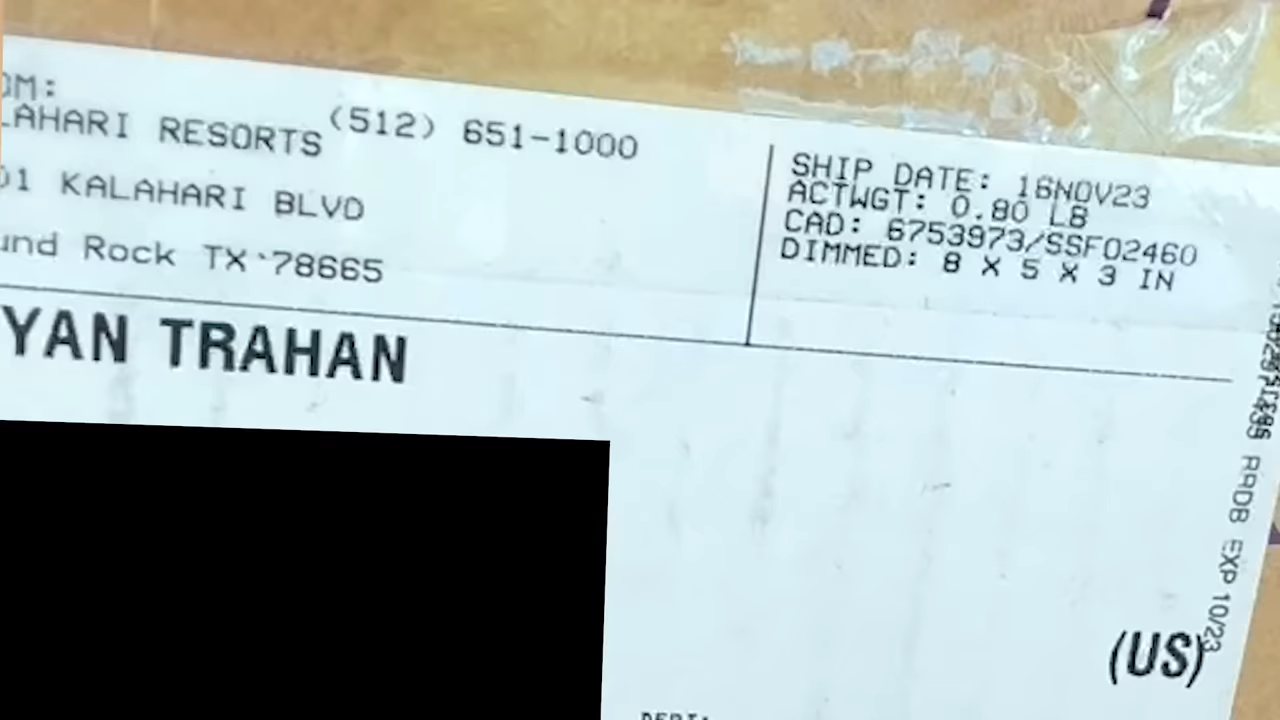 OM:
LAHARI RESORTS (512) 651-1000
01 KALAHARI BLVD
und Rock TX 78665
SHIP DATE: 16NOV23
ACTWGT: 0.80 LB
CAD: 6753973/SSFO2460
DIMMED: 8 X 5 X 3 IN
YAN TRAHAN
RRDB EXP 10/23
(US)